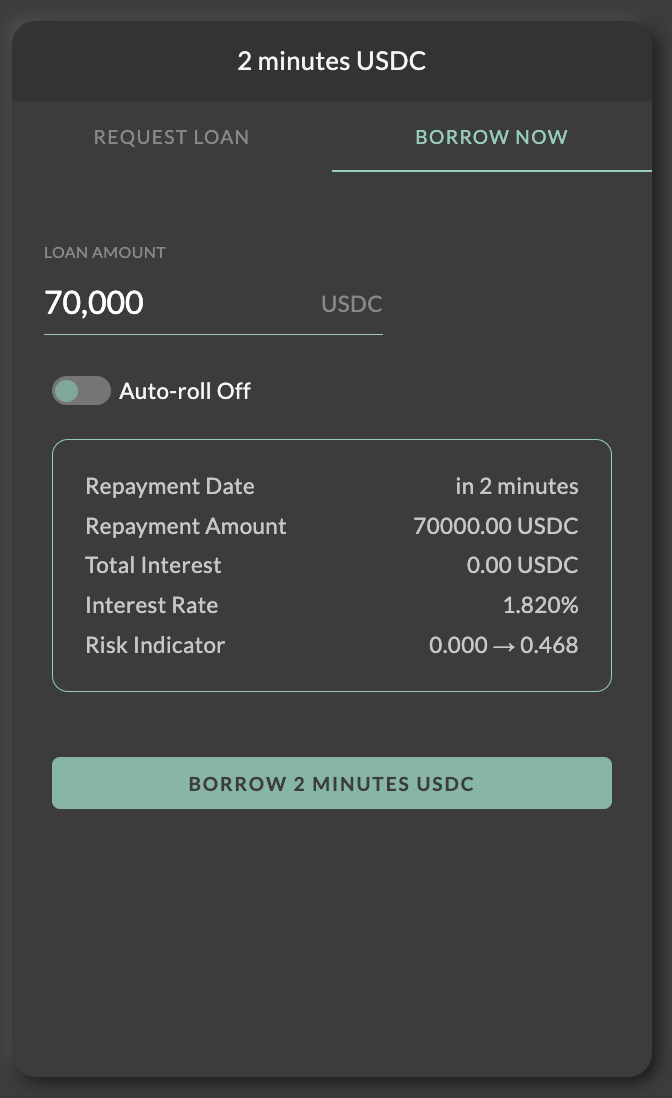 2 minutes USDC
REQUEST LOAN
BORROW NOW
LOAN AMOUNT
70,000 USDC
Auto-roll Off
Repayment Date in 2 minutes
Repayment Amount 70000.00 USDC
Total Interest 0.00 USDC
Interest Rate 1.820%
Risk Indicator 0.000 → 0.468
BORROW 2 MINUTES USDC